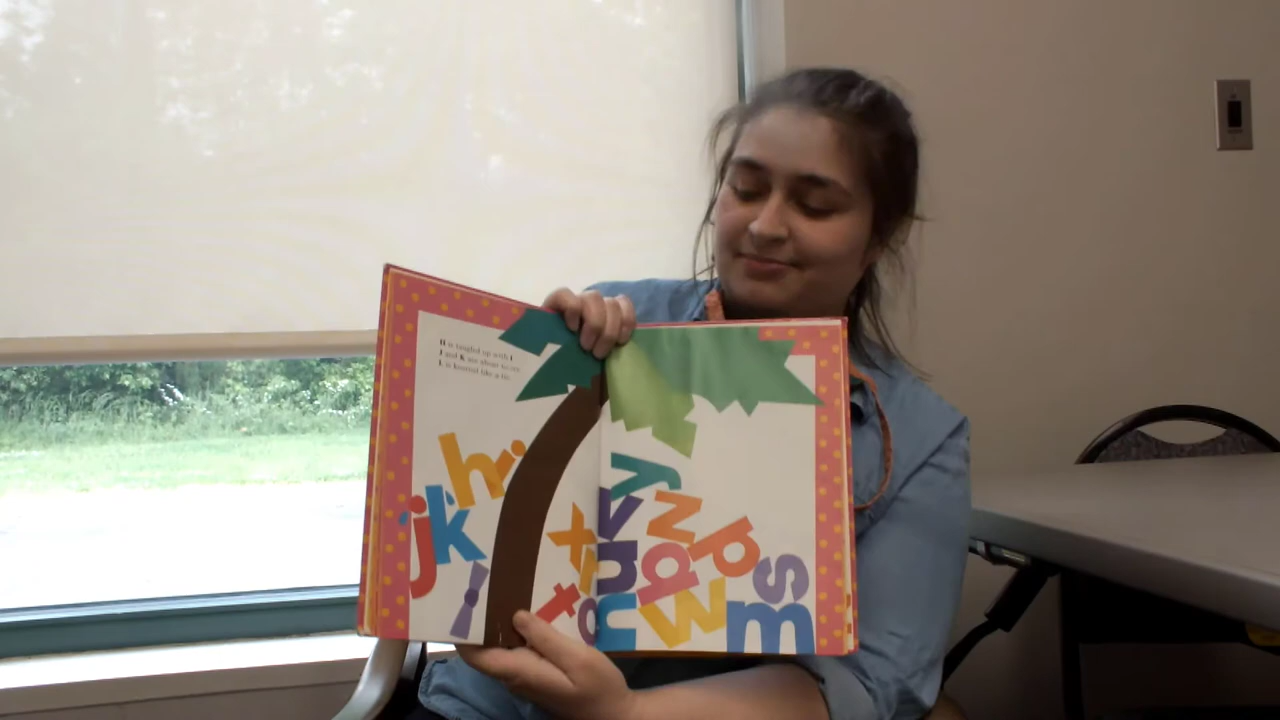 H is tangled up with I
J and K are about to cry
L is knotted like a tie
h i
j k
y
x z p
q s
t w m